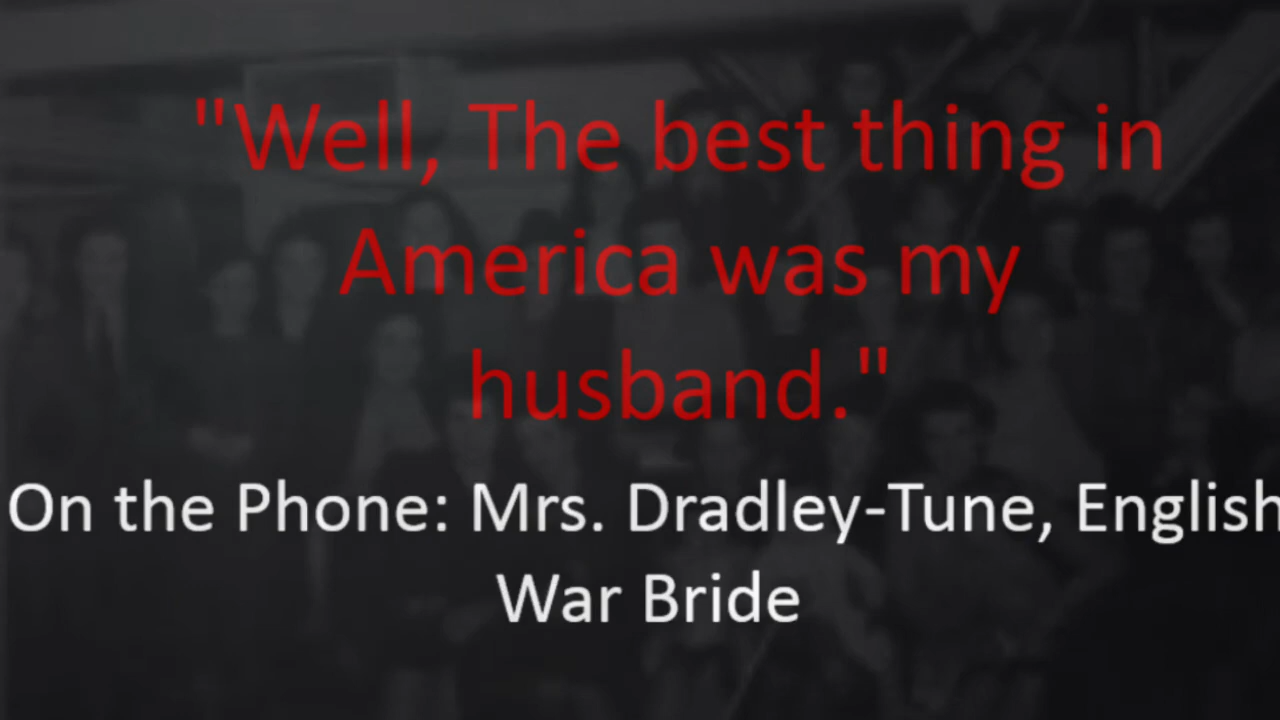 "Well, The best thing in
America was my
husband."
On the Phone: Mrs. Dradley-Tune, English
War Bride